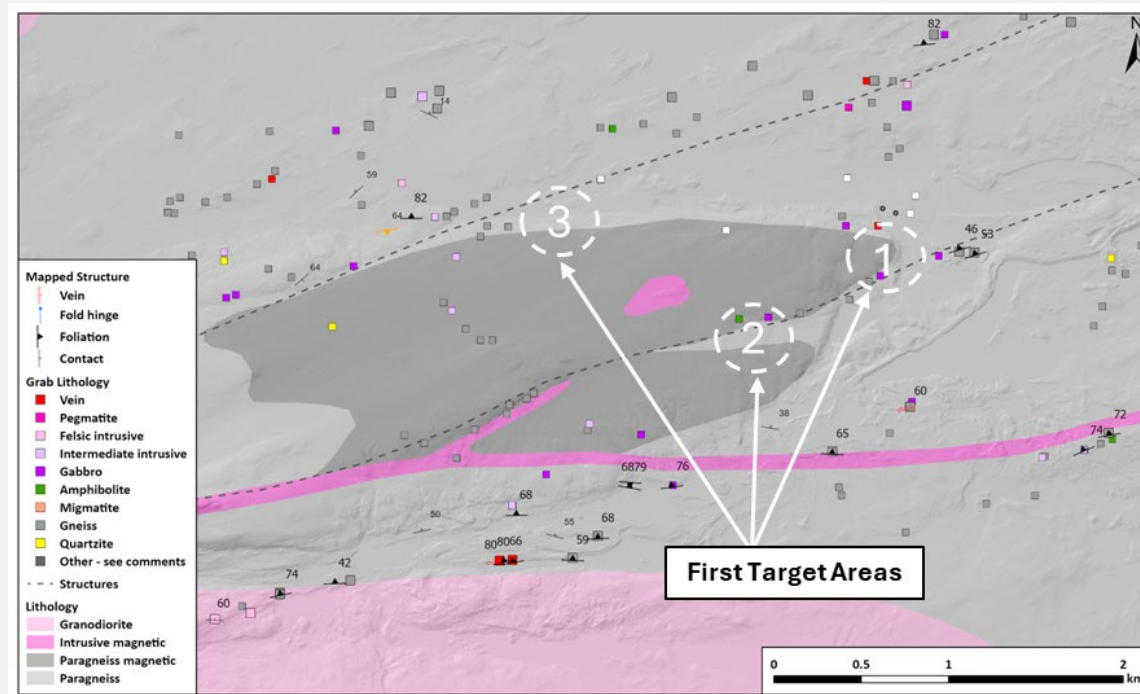 82
N
14
59
82
64
3
46
53
1
64
2
60
38
72
74
65
6879
76
68
50
55
68
808066
59
42
74
60
Mapped Structure
Vein
Fold hinge
Foliation
Contact
Grab Lithology
Vein
Pegmatite
Felsic intrusive
Intermediate intrusive
Gabbro
Amphibolite
Migmatite
Gneiss
Quartzite
Other - see comments
Structures
Lithology
Granodiorite
Intrusive magnetic
Paragneiss magnetic
Paragneiss
First Target Areas
0 0.5 1 2
km